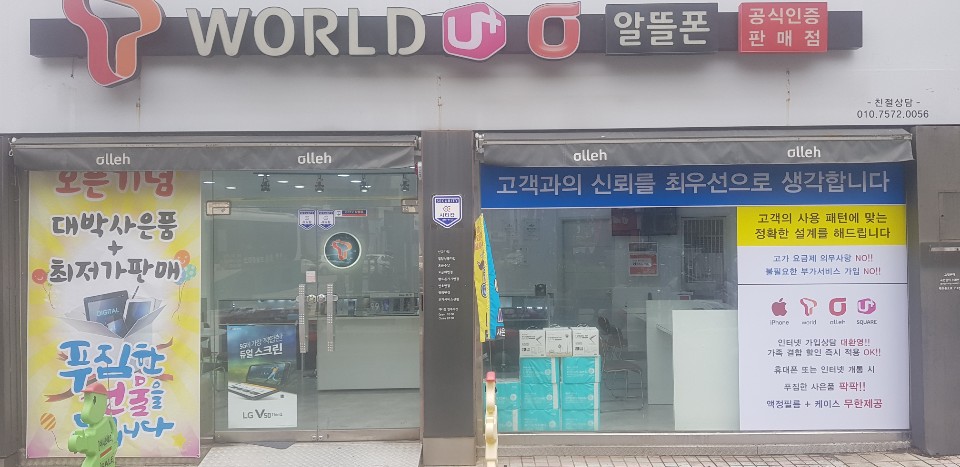 WORLD U+ 알뜰폰
공식인증
판매점
- 친절상담 -
010.7572.0056
olleh olleh
olleh olleh
오픈기념
대박사은품
+
최저가판매
DIGITAL
푸짐한
선물을
SECURITY
듀얼 스크린
LG V50 ThinQ
고객과의 신뢰를 최우선으로 생각합니다
고객의 사용 패턴에 맞는
정확한 설계를 해드립니다
고가 요금제 의무사항 NO!!
불필요한 부가서비스 가입 NO!!
iPhone world olleh U+ SQUARE
인터넷 가입상담 대환영!!
가족 결합 할인 즉시 적용 OK!!
휴대폰 또는 인터넷 개통 시
푸짐한 사은품 팍팍!!
액정필름 + 케이스 무한제공